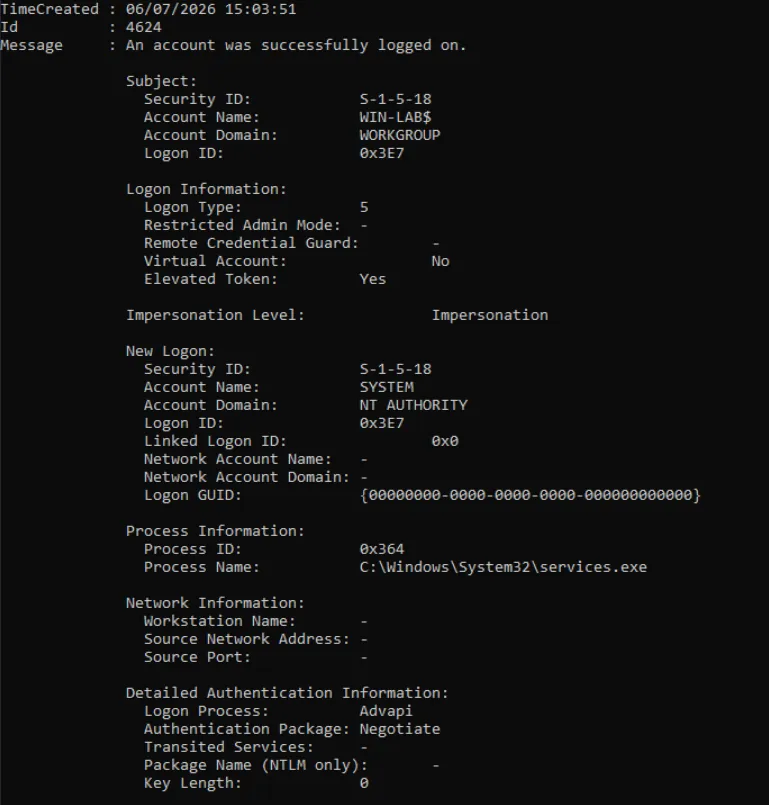 TimeCreated : 06/07/2026 15:03:51
Id          : 4624
Message     : An account was successfully logged on.

              Subject:
                Security ID:            S-1-5-18
                Account Name:           WIN-LAB$
                Account Domain:         WORKGROUP
                Logon ID:               0x3E7

              Logon Information:
                Logon Type:             5
                Restricted Admin Mode:  -
                Remote Credential Guard:        -
                Virtual Account:                No
                Elevated Token:         Yes

              Impersonation Level:              Impersonation

              New Logon:
                Security ID:            S-1-5-18
                Account Name:           SYSTEM
                Account Domain:         NT AUTHORITY
                Logon ID:               0x3E7
                Linked Logon ID:                0x0
                Network Account Name:   -
                Network Account Domain: -
                Logon GUID:             {00000000-0000-0000-0000-000000000000}

              Process Information:
                Process ID:             0x364
                Process Name:           C:\Windows\System32\services.exe

              Network Information:
                Workstation Name:       -
                Source Network Address: -
                Source Port:            -

              Detailed Authentication Information:
                Logon Process:          Advapi
                Authentication Package: Negotiate
                Transited Services:     -
                Package Name (NTLM only):       -
                Key Length:             0